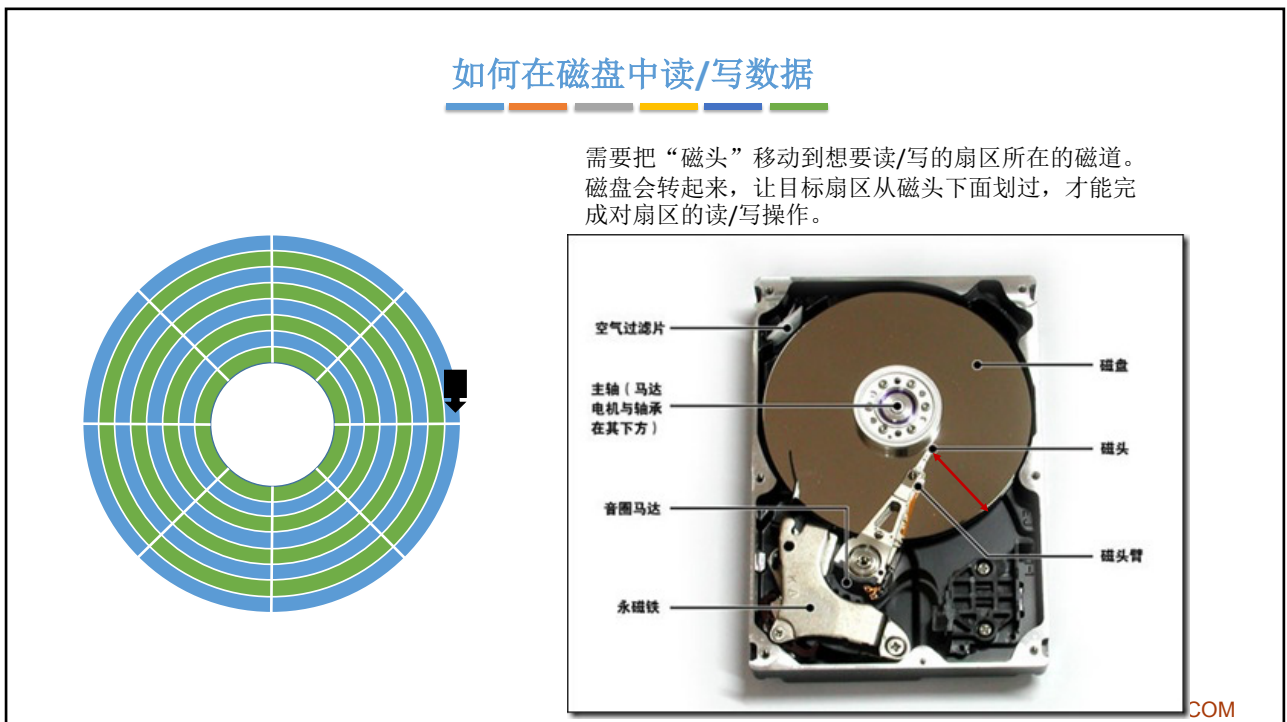 如何在磁盘中读/写数据
需要把“磁头”移动到想要读/写的扇区所在的磁道。
磁盘会转起来，让目标扇区从磁头下面划过，才能完
成对扇区的读/写操作。
空气过滤片
磁盘
主轴（马达
电机与轴承
在其下方）
磁头
音圈马达
磁头臂
永磁铁
COM